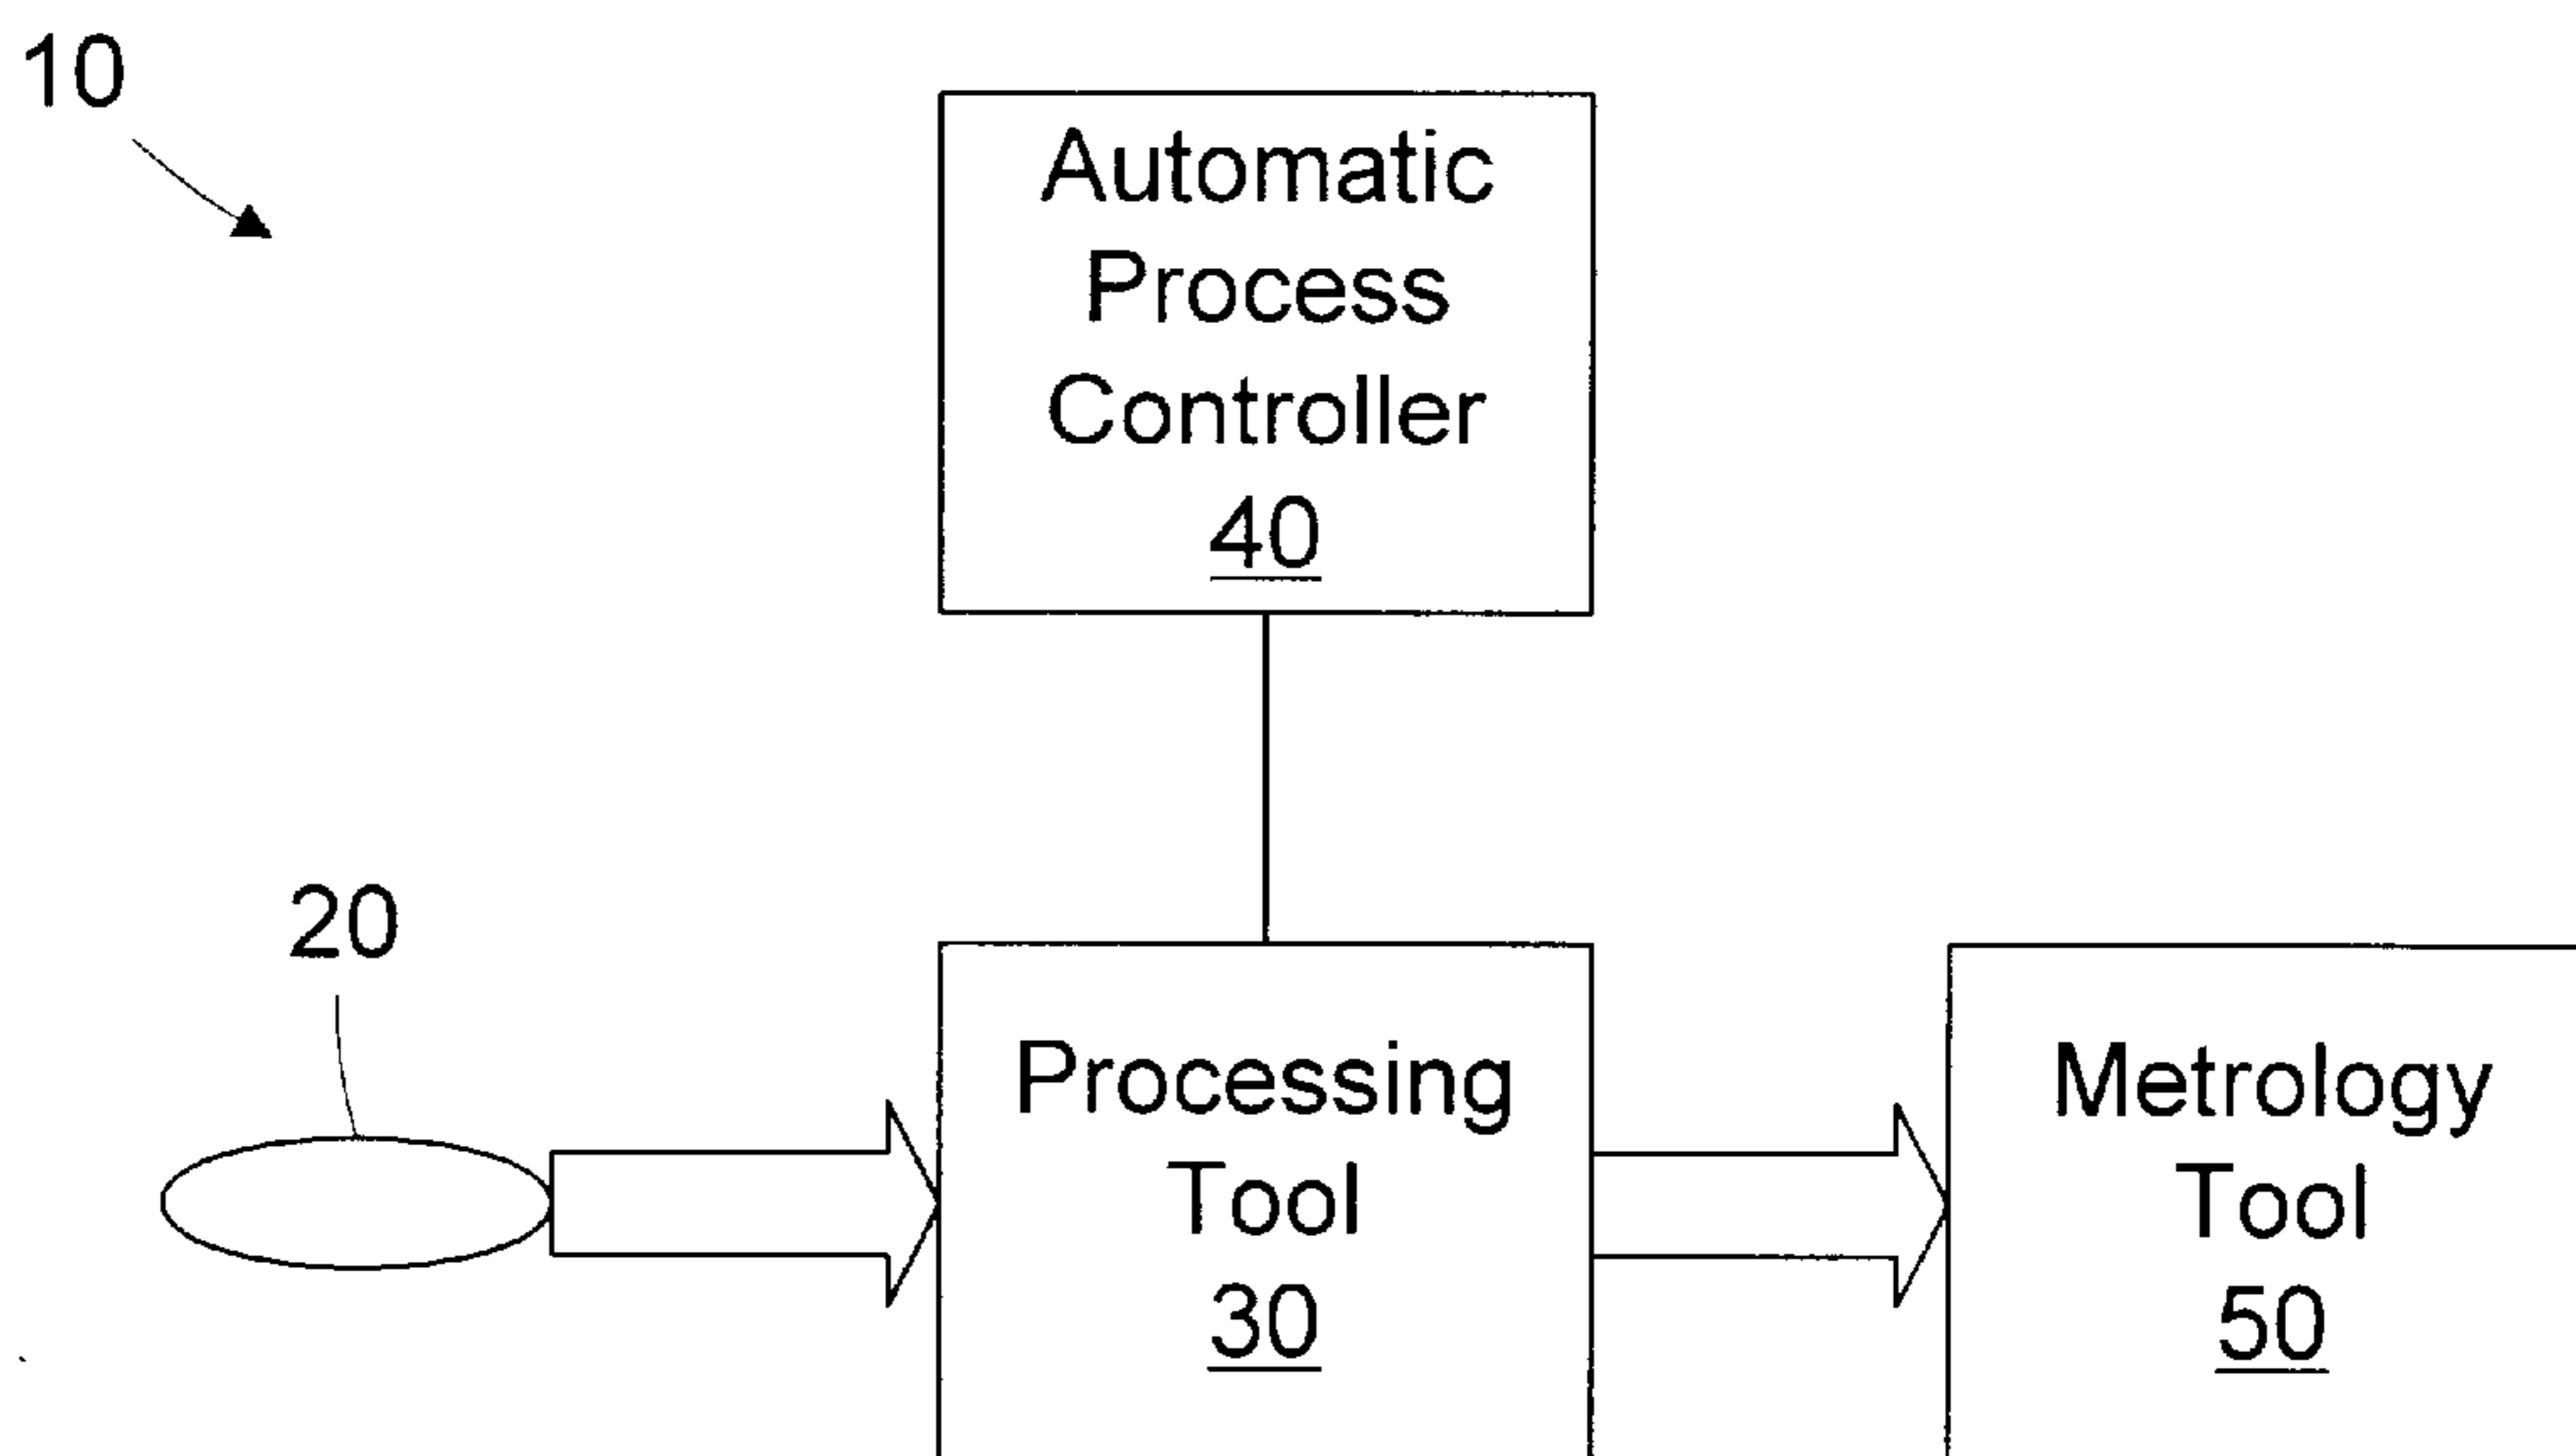 10
Automatic
Process
Controller
40
20
Processing
Tool
30
Metrology
Tool
50